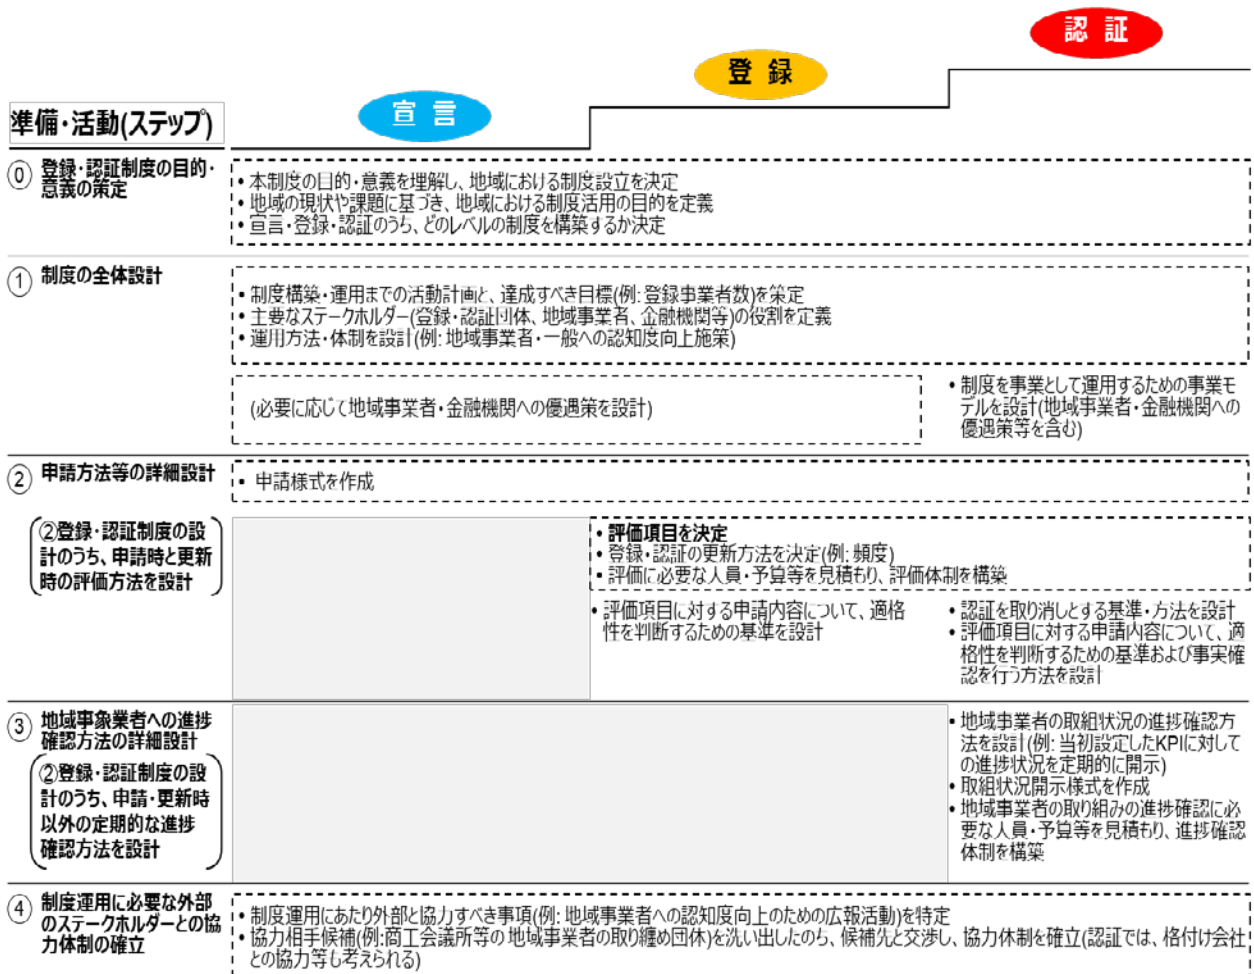 認 証
登 録
宣 言
準備・活動(ステップ)
⓪ 登録・認証制度の目的・
意義の策定
• 本制度の目的・意義を理解し、地域における制度設立を決定
• 地域の現状や課題に基づき、地域における制度活用の目的を定義
• 宣言・登録・認証のうち、どのレベルの制度を構築するか決定
① 制度の全体設計
• 制度構築・運用までの活動計画と、達成すべき目標(例: 登録事業者数)を策定
• 主要なステークホルダー(登録・認証団体、地域事業者、金融機関等)の役割を定義
• 運用方法・体制を設計(例: 地域事業者・一般への認知度向上施策)
(必要に応じて地域事業者・金融機関への優遇策を設計)
• 制度を事業として運用するための事業モ
デルを設計(地域事業者・金融機関への
優遇策等を含む)
② 申請方法等の詳細設計
• 申請様式を作成
②登録・認証制度の設
計のうち、申請時と更新
時の評価方法を設計
• 評価項目を決定
• 登録・認証の更新方法を決定(例: 頻度)
• 評価に必要な人員・予算等を見積もり、評価体制を構築
• 評価項目に対する申請内容について、適格
性を判断するための基準を設計
• 認証を取り消しとする基準・方法を設計
• 評価項目に対する申請内容について、適
格性を判断するための基準および事実確
認を行う方法を設計
③ 地域事象業者への進捗
確認方法の詳細設計
②登録・認証制度の設
計のうち、申請・更新時
以外の定期的な進捗
確認方法を設計
• 地域事業者の取組状況の進捗確認方
法を設計(例: 当初設定したKPIに対して
の進捗状況を定期的に開示)
• 取組状況開示様式を作成
• 地域事業者の取り組みの進捗確認に必
要な人員・予算等を見積もり、進捗確認
体制を構築
④ 制度運用に必要な外部
のステークホルダーとの協
力体制の確立
• 制度運用にあたり外部と協力すべき事項(例: 地域事業者への認知度向上のための広報活動)を特定
• 協力相手候補(例:商工会議所等の地域事業者の取り纏め団体)を洗い出したのち、候補先と交渉し、協力体制を確立(認証では、格付け会社
との協力等も考えられる)